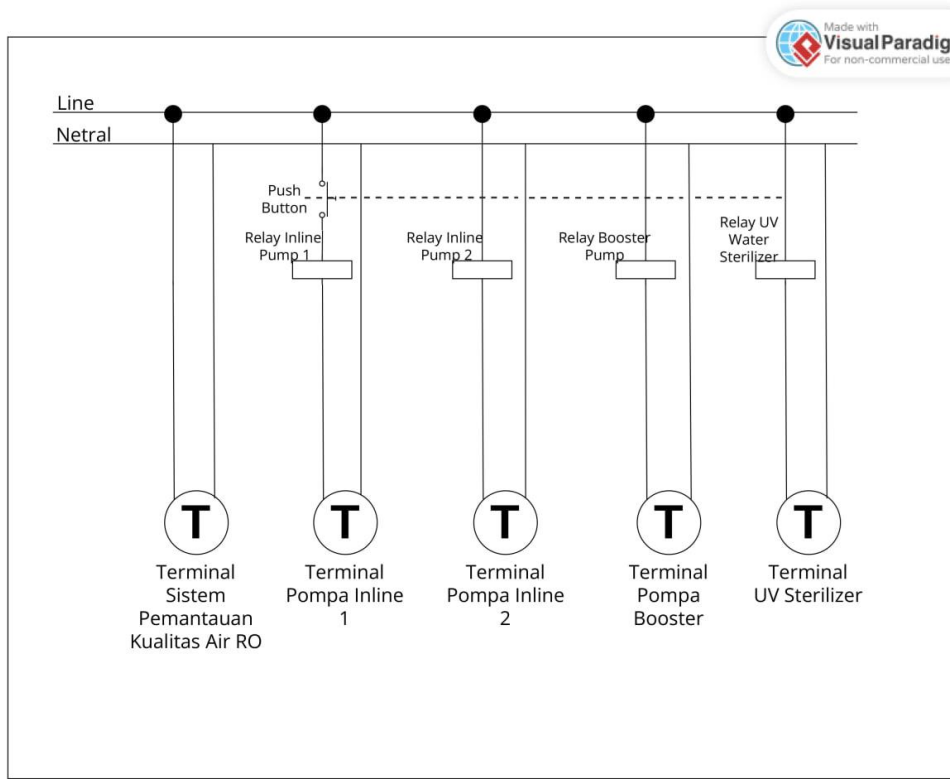 Made with
Visual Paradig
For non-commercial use
Line
Netral
Push
Button
Relay Inline
Pump 1
Relay Inline
Pump 2
Relay Booster
Pump
Relay UV
Water
Sterilizer
T
T
T
T
T
Terminal
Sistem
Pemantauan
Kualitas Air RO
Terminal
Pompa Inline
1
Terminal
Pompa Inline
2
Terminal
Pompa
Booster
Terminal
UV Sterilizer